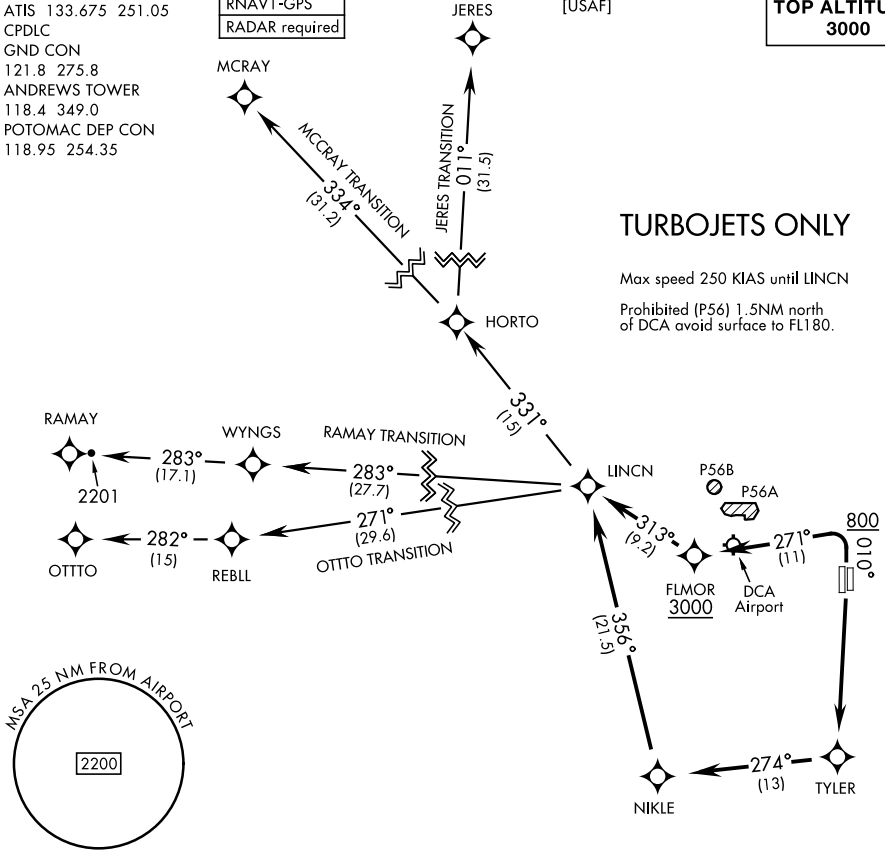 ATIS 133.675 251.05
CPDLC
GND CON
121.8 275.8
ANDREWS TOWER
118.4 349.0
POTOMAC DEP CON
118.95 254.35
RNAV1-GPS
RADAR required
[USAF]
TOP ALTITU
3000
JERES
MCRAY
MCCRAY TRANSITION
334°
(31.2)
JERES TRANSITION
011°
(31.5)
TURBOJETS ONLY
Max speed 250 KIAS until LINCN
Prohibited (P56) 1.5NM north
of DCA avoid surface to FL180.
HORTO
331°
(15)
RAMAY
2201
283°
(17.1)
WYNGS
RAMAY TRANSITION
283°
(27.7)
LINCN
P56B
P56A
OTTTO
282°
(15)
REBLL
271°
(29.6)
OTTTO TRANSITION
313°
(9.2)
FLMOR
3000
DCA
Airport
271°
(11)
800
010°
356°
(21.5)
MSA 25 NM FROM AIRPORT
2200
NIKLE
274°
(13)
TYLER